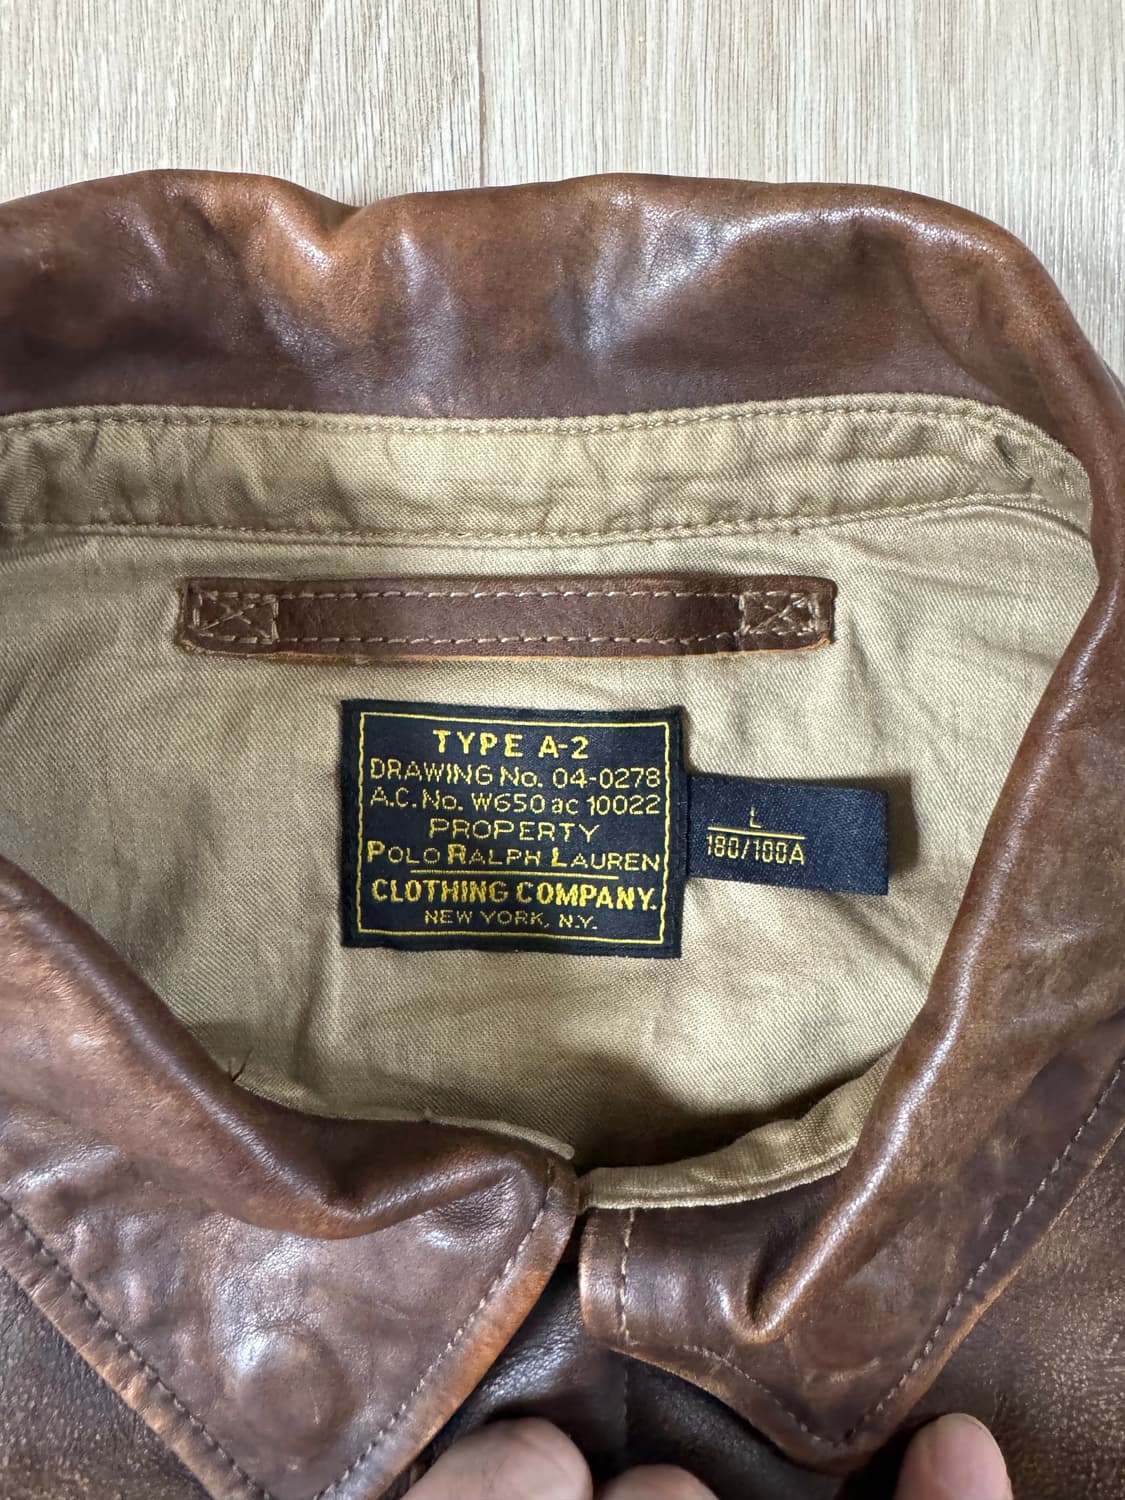 TYPE A-2
DRAWING No. 04-0278
A.C. No. W650 ac 10022
PROPERTY
POLO RALPH LAUREN
CLOTHING COMPANY.
NEW YORK, N.Y.
L
180/100A